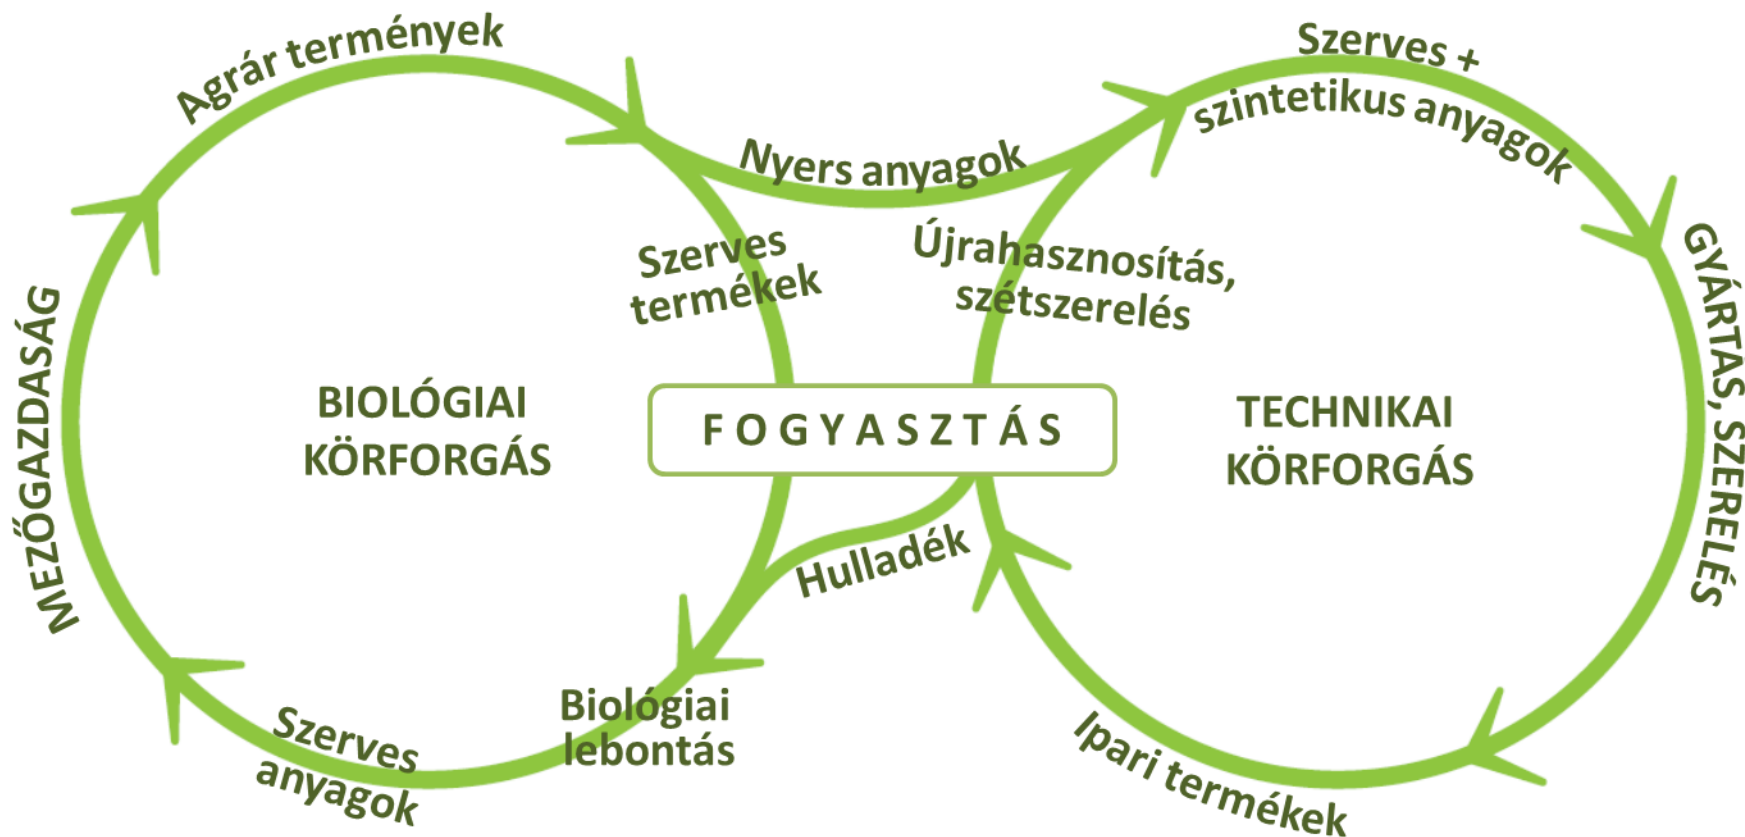 Agrár termények
Szerves +
szintetikus anyagok
Nyers anyagok
Szerves
termékek
Újrahasznosítás,
szétszerelés
MEZŐGAZDASÁG
BIOLÓGIAI
KÖRFORGÁS
FOGYASZTÁS
TECHNIKAI
KÖRFORGÁS
GYÁRTAS, SZERELÉS
Hulladék
Biológiai
lebontás
Szerves
anyagok
Ipari termékek